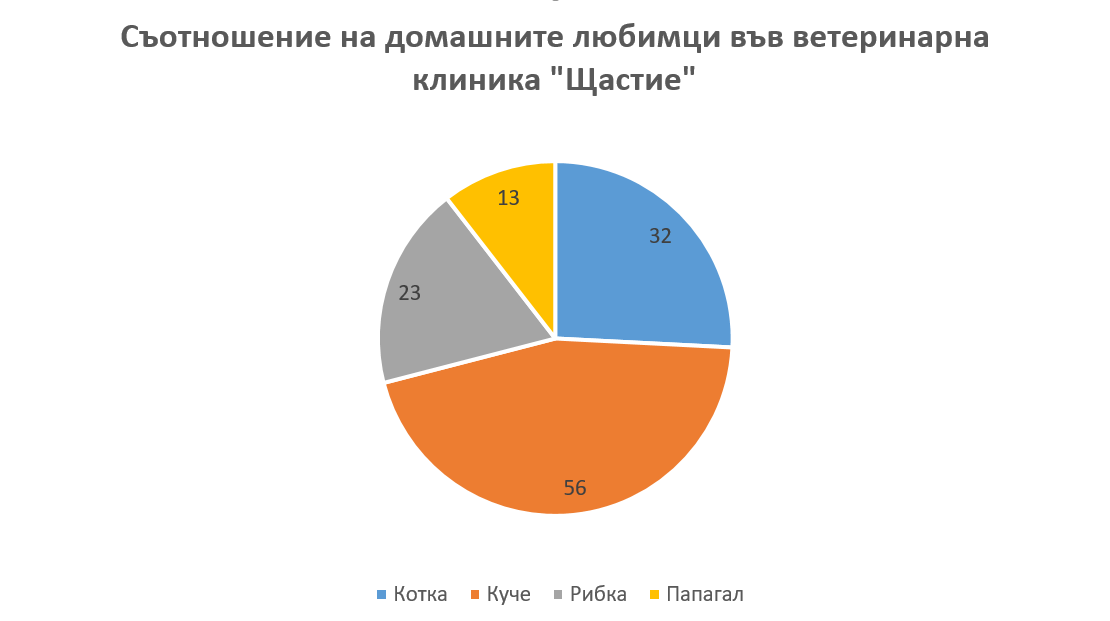 Съотношение на домашните любимци във ветеринарна
клиника "Щастие"
13
32
23
56
Котка Куче Рибка Папагал